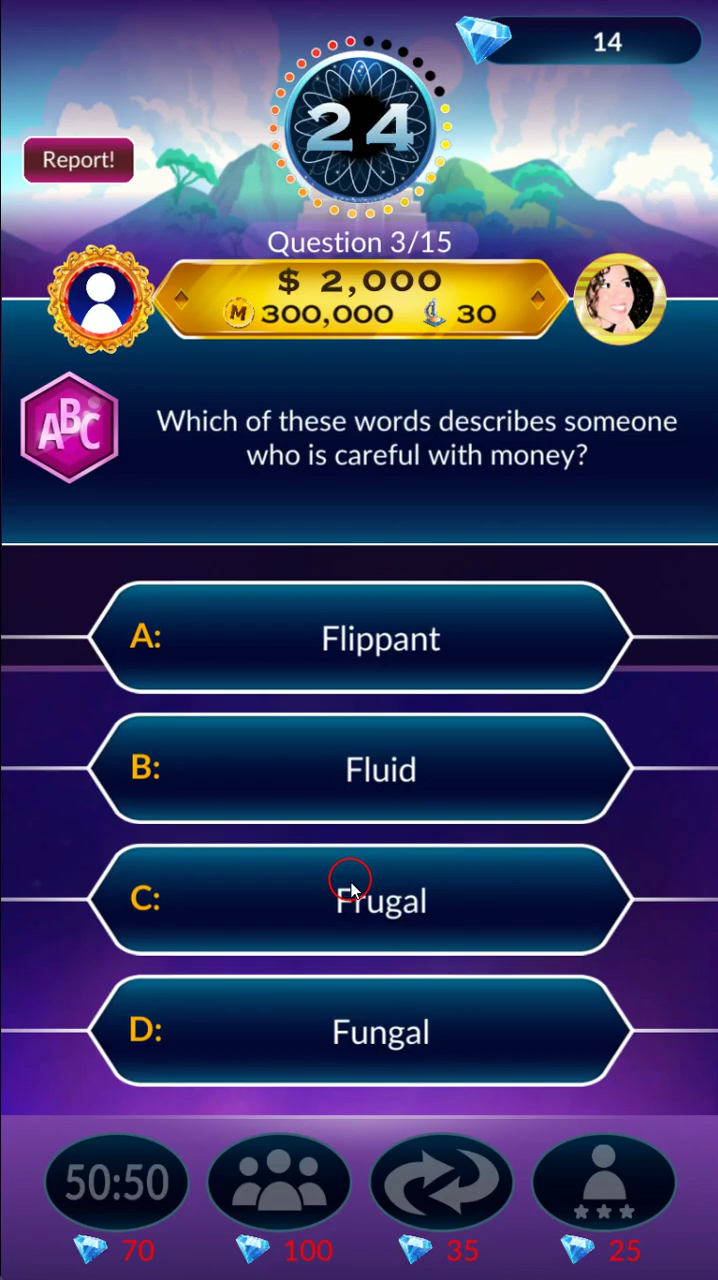 14
24
Report!
Question 3/15
$ 2,000
M 300,000 30
ABC
Which of these words describes someone
who is careful with money?
A: Flippant
B: Fluid
C: Frugal
D: Fungal
50:50
70 100 35 25